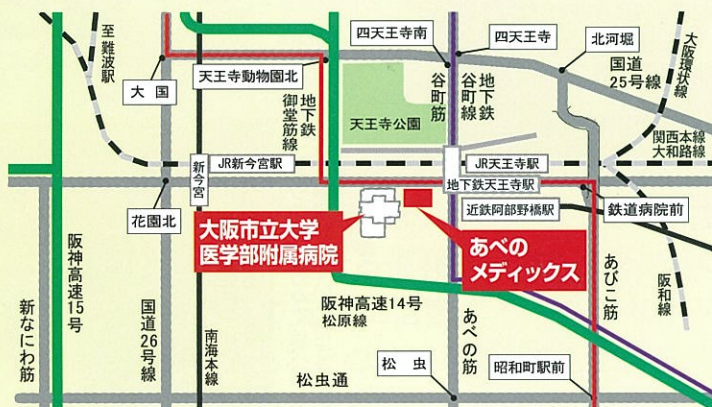 至難波駅
大国
天王寺動物園北
四天王寺南
四天王寺
北河堀
国道
25号線
大阪環状線
地下鉄
御堂筋線
谷町筋
地下鉄
谷町線
天王寺公園
関西本線
大和路線
JR新今宮駅
新今宮
JR天王寺駅
地下鉄天王寺駅
花園北
近鉄阿部野橋駅
鉄道病院前
大阪市立大学
医学部附属病院
あべの
メディックス
阪神高速15号
新なにわ筋
国道26号線
南海本線
阪神高速14号
松原線
あべの筋
あびこ筋
阪和線
松虫通
松虫
昭和町駅前